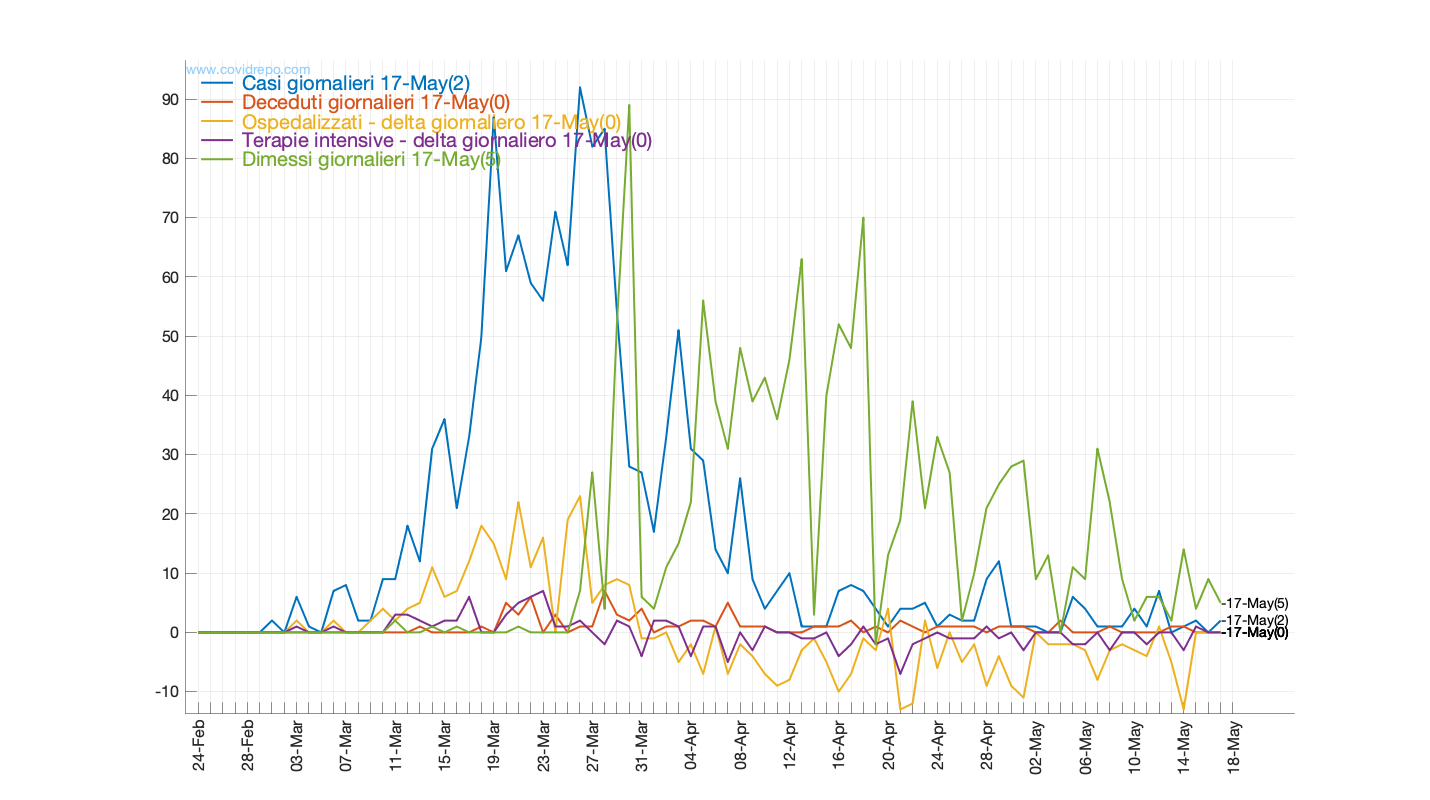 www.covidrepo.com
Casi giornalieri 17-May(2)
Deceduti giornalieri 17-May(0)
Ospedalizzati - delta giornaliero 17-May(0)
Terapie intensive - delta giornaliero 17-May(0)
Dimessi giornalieri 17-May(5)
90
80
70
60
50
40
30
20
10
0
-10
-17-May(5)
-17-May(2)
-17-May(0)
24-Feb
28-Feb
03-Mar
07-Mar
11-Mar
15-Mar
19-Mar
23-Mar
27-Mar
31-Mar
04-Apr
08-Apr
12-Apr
16-Apr
20-Apr
24-Apr
28-Apr
02-May
06-May
10-May
14-May
18-May